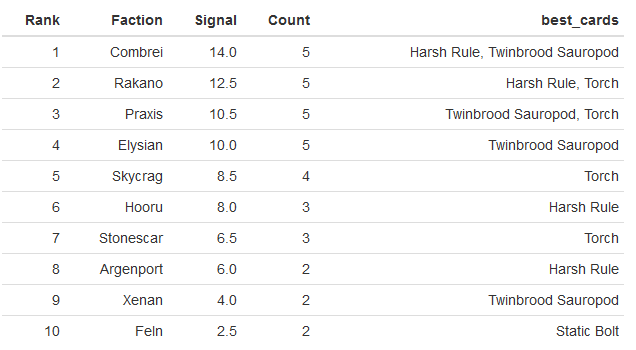 Rank Faction Signal Count best_cards
1 Combrei 14.0 5 Harsh Rule, Twinbrood Sauropod
2 Rakano 12.5 5 Harsh Rule, Torch
3 Praxis 10.5 5 Twinbrood Sauropod, Torch
4 Elysian 10.0 5 Twinbrood Sauropod
5 Skycrag 8.5 4 Torch
6 Hooru 8.0 3 Harsh Rule
7 Stonescar 6.5 3 Torch
8 Argenport 6.0 2 Harsh Rule
9 Xenan 4.0 2 Twinbrood Sauropod
10 Feln 2.5 2 Static Bolt